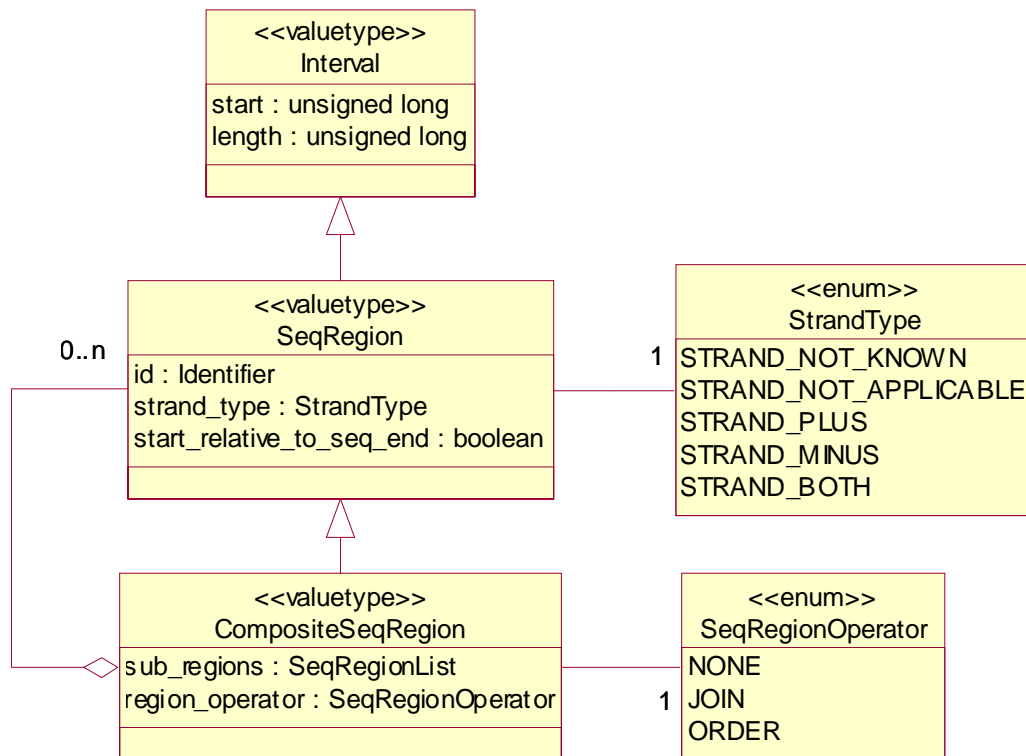 <<valuetype>>
Interval
start : unsigned long
length : unsigned long
<<valuetype>>
SeqRegion
id : Identifier
strand_type : StrandType
start_relative_to_seq_end : boolean
0..n
1
<<enum>>
StrandType
STRAND_NOT_KNOWN
STRAND_NOT_APPLICABLE
STRAND_PLUS
STRAND_MINUS
STRAND_BOTH
<<valuetype>>
CompositeSeqRegion
sub_regions : SeqRegionList
region_operator : SeqRegionOperator
1
<<enum>>
SeqRegionOperator
NONE
JOIN
ORDER